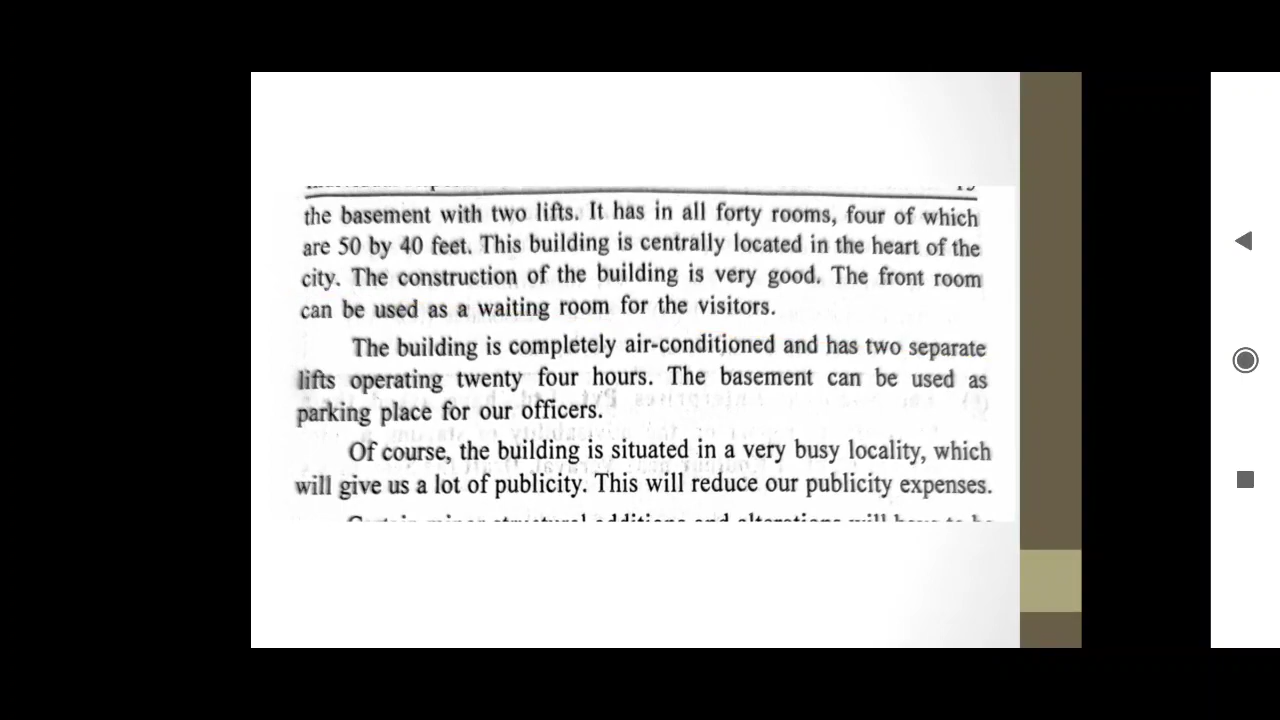 the basement with two lifts. It has in all forty rooms, four of which
are 50 by 40 feet. This building is centrally located in the heart of the
city. The construction of the building is very good. The front room
can be used as a waiting room for the visitors.
The building is completely air-conditioned and has two separate
lifts operating twenty four hours. The basement can be used as
parking place for our officers.
Of course, the building is situated in a very busy locality, which
will give us a lot of publicity. This will reduce our publicity expenses.